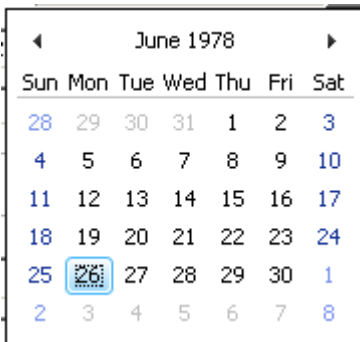 June 1978
Sun Mon Tue Wed Thu Fri Sat
28 29 30 31 1 2 3
4 5 6 7 8 9 10
11 12 13 14 15 16 17
18 19 20 21 22 23 24
25 26 27 28 29 30 1
2 3 4 5 6 7 8